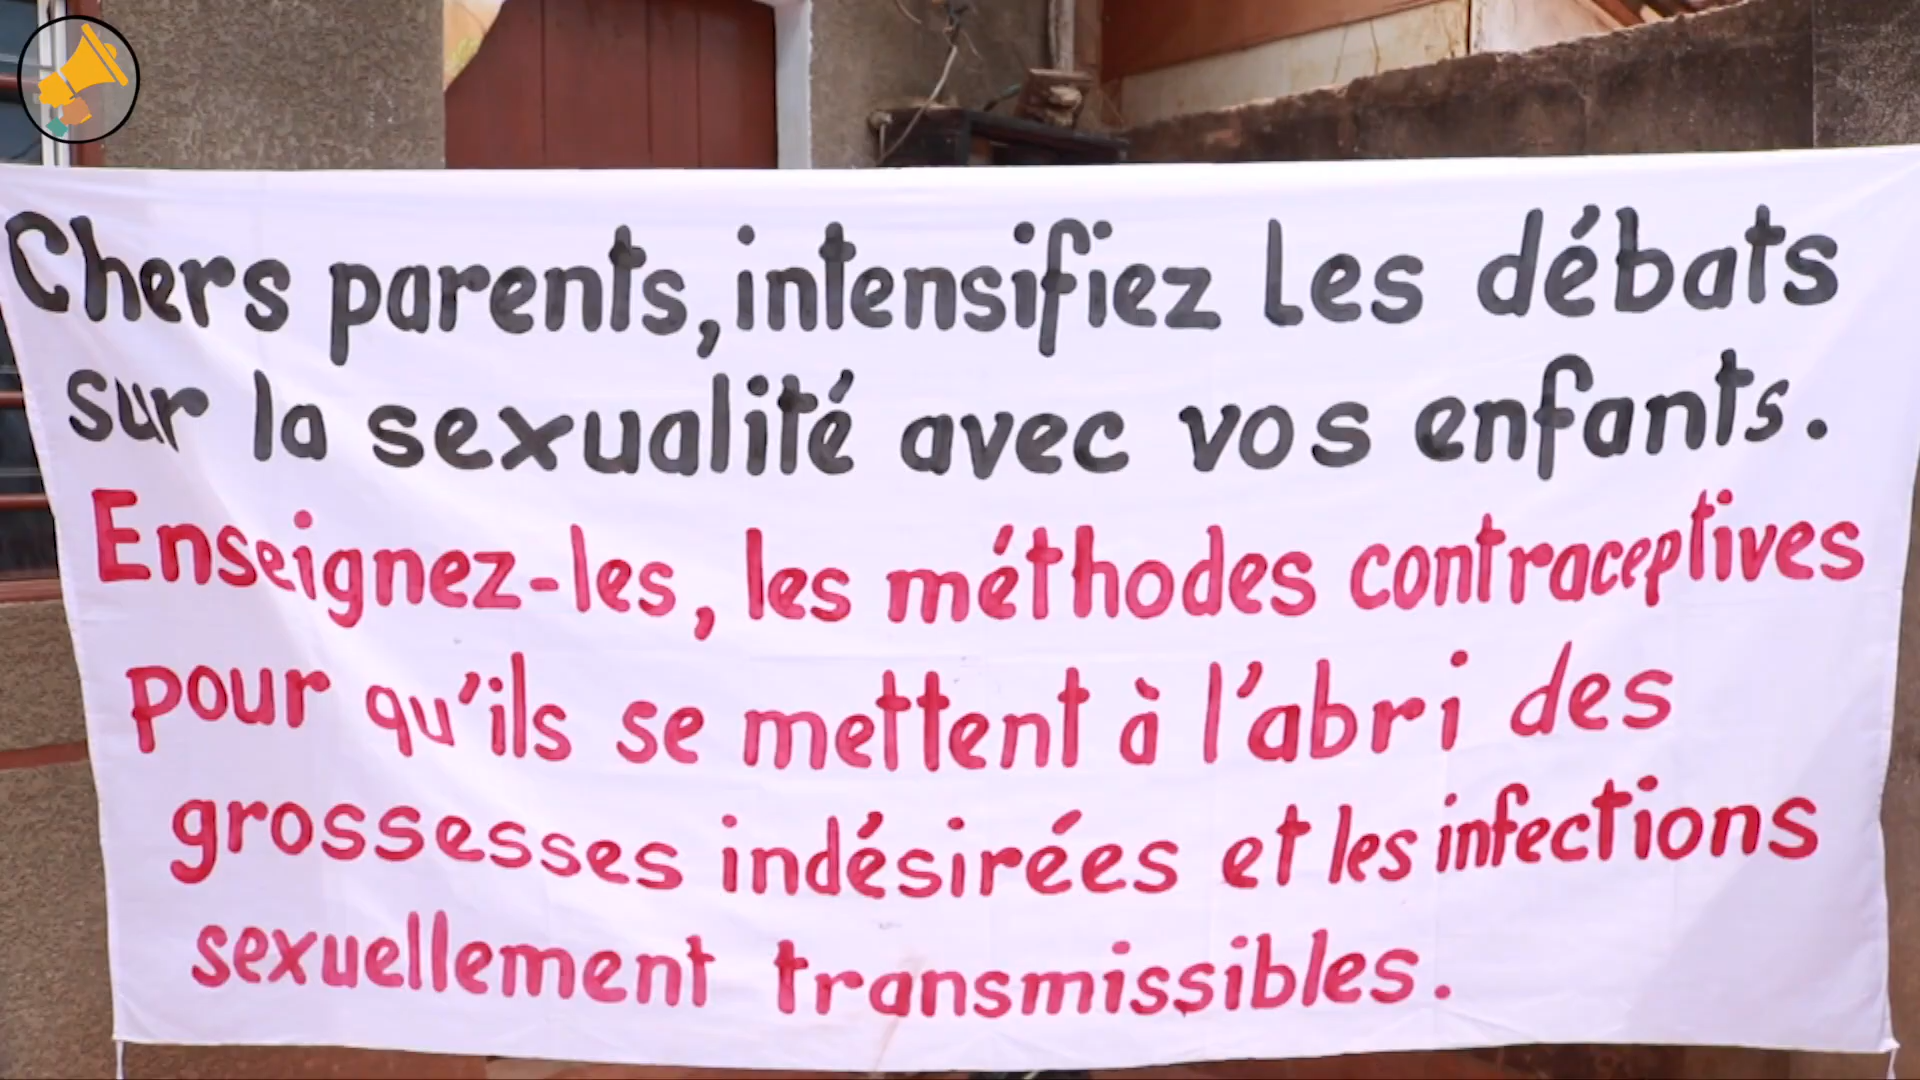 Chers parents, intensifiez les débats
sur la sexualité avec vos enfants.
Enseignez-les, les méthodes contraceptives
pour qu'ils se mettent à l'abri des
grossesses indésirées et les infections
sexuellement transmissibles.